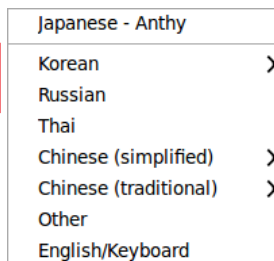 Japanese - Anthy
Korean
Russian
Thai
Chinese (simplified)
Chinese (traditional)
Other
English/Keyboard